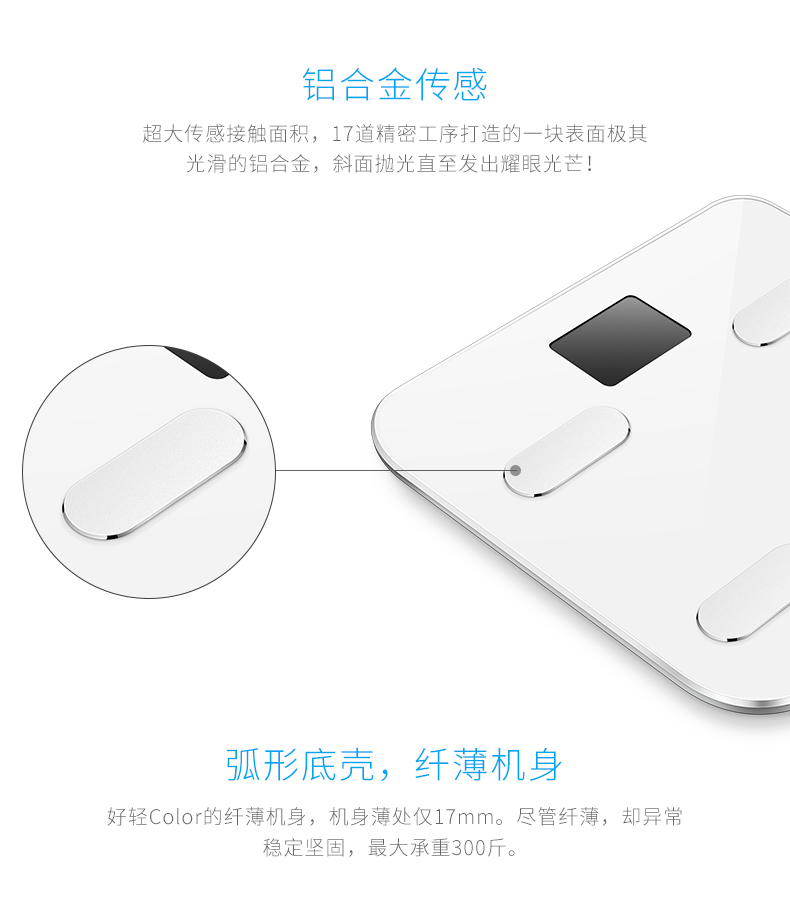 铝合金传感
超大传感接触面积，17道精密工序打造的一块表面极其
光滑的铝合金，斜面抛光直至发出耀眼光芒！
弧形底壳，纤薄机身
好轻Color的纤薄机身，机身薄处仅17mm。尽管纤薄，却异常
稳定坚固，最大承重300斤。